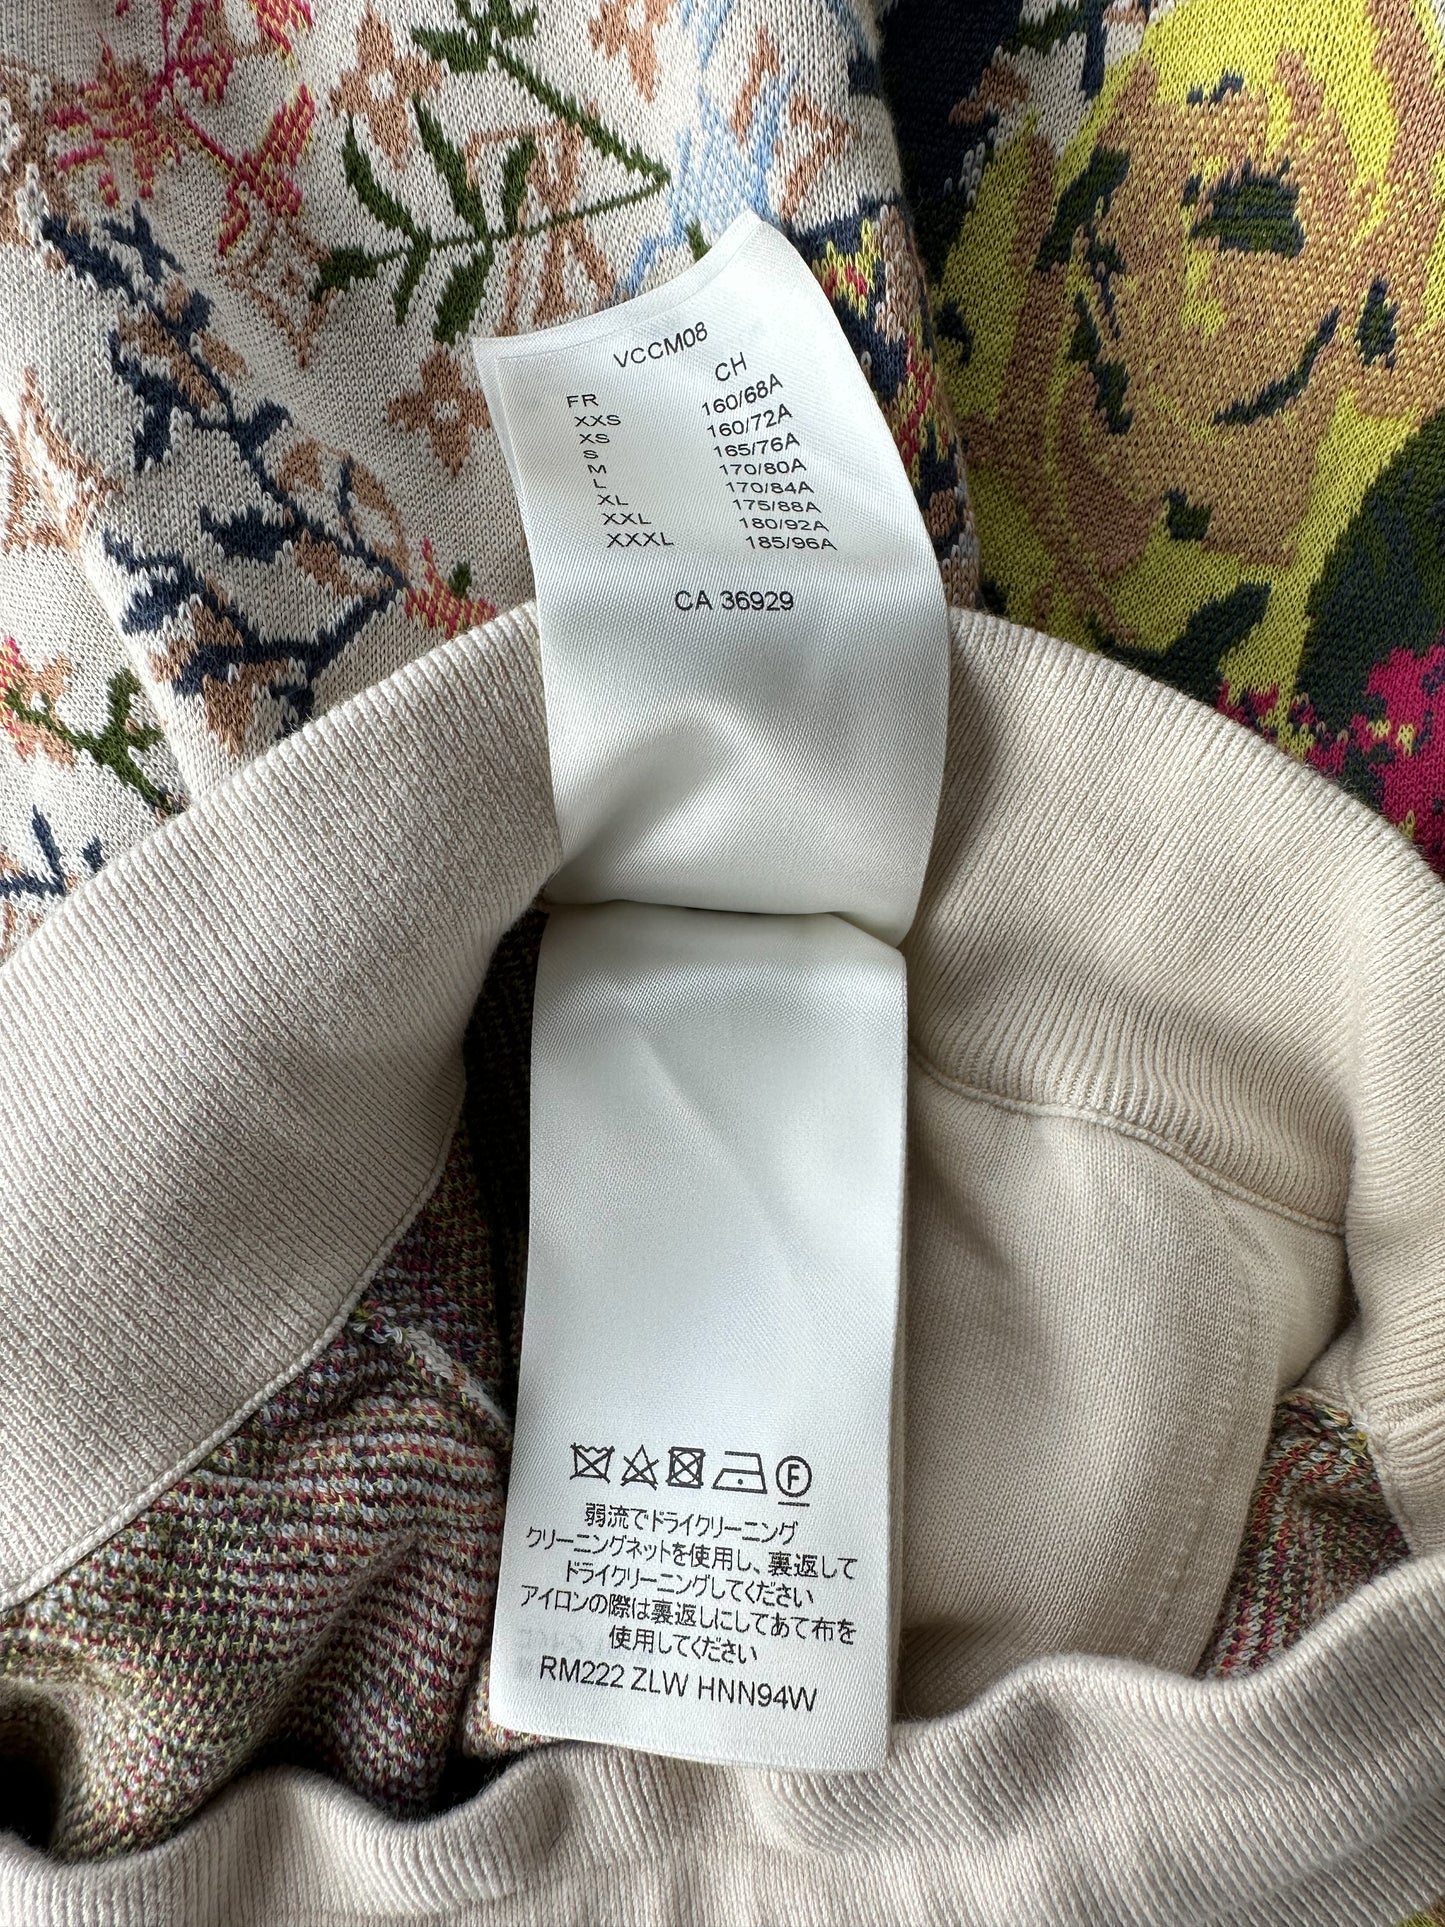 VCCM08
FR CH
XXS 160/68A
XS 160/72A
S 165/76A
M 170/80A
L 170/84A
XL 175/88A
XXL 180/92A
XXXL 185/96A
CA 36929
F
弱流でドライクリーニング
クリーニングネットを使用し、裏返して
ドライクリーニングしてください
アイロンの際は裏返しにしてあて布を
使用してください
RM222 ZLW HNN94W